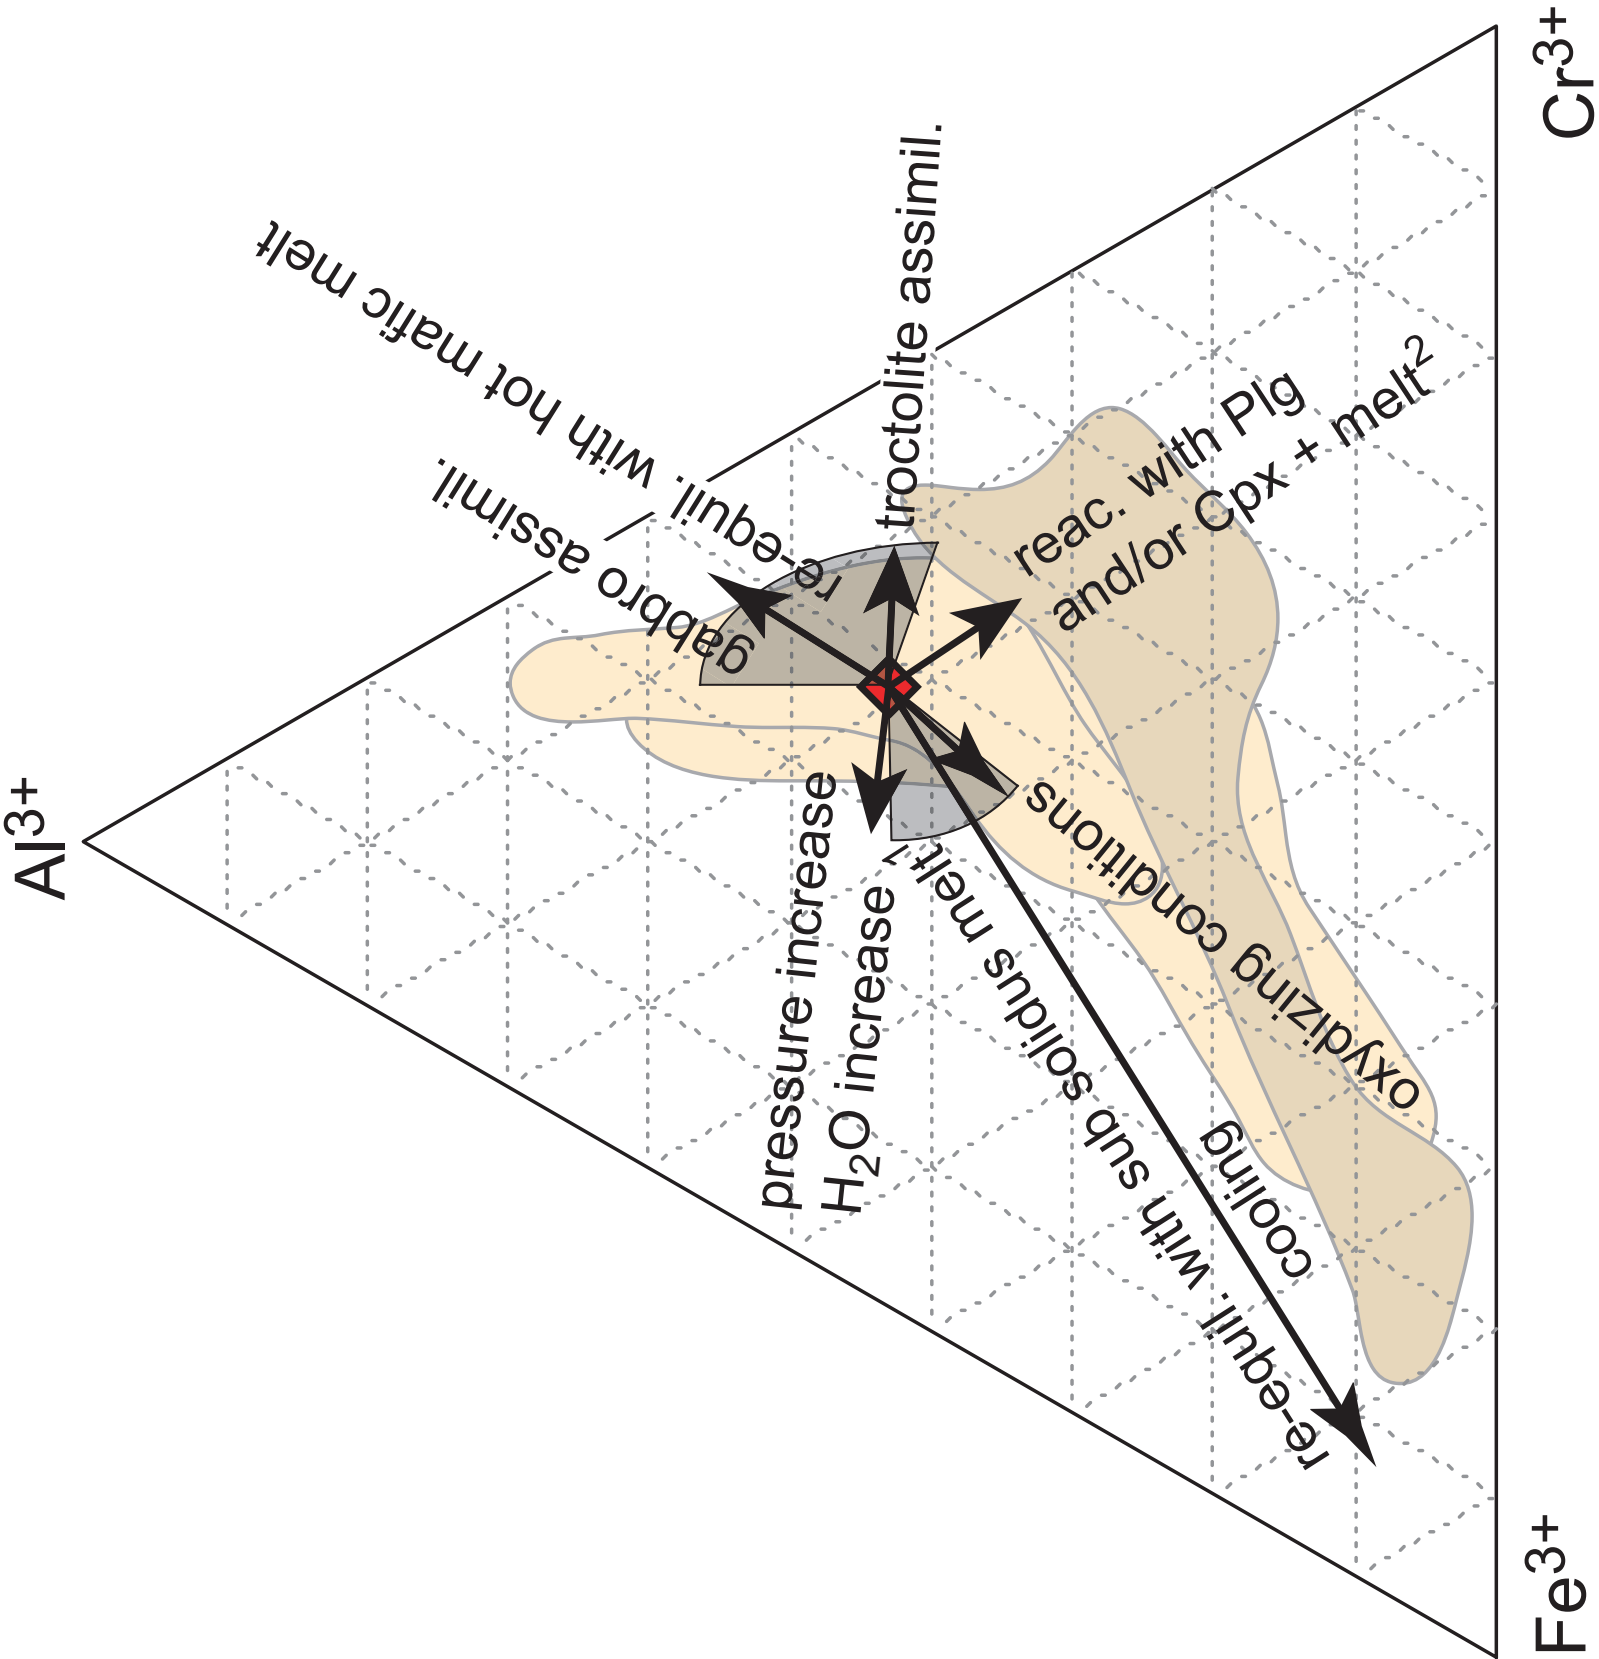 Al3+
Cr3+
Fe3+
re-equil. with hot mafic melt
gabbro assimil.
troctolite assimil.
reac. with Plg
and/or Cpx + melt2
pressure increase
H2O increase
re-equil. with sub solidus melt1
cooling
oxydizing conditions